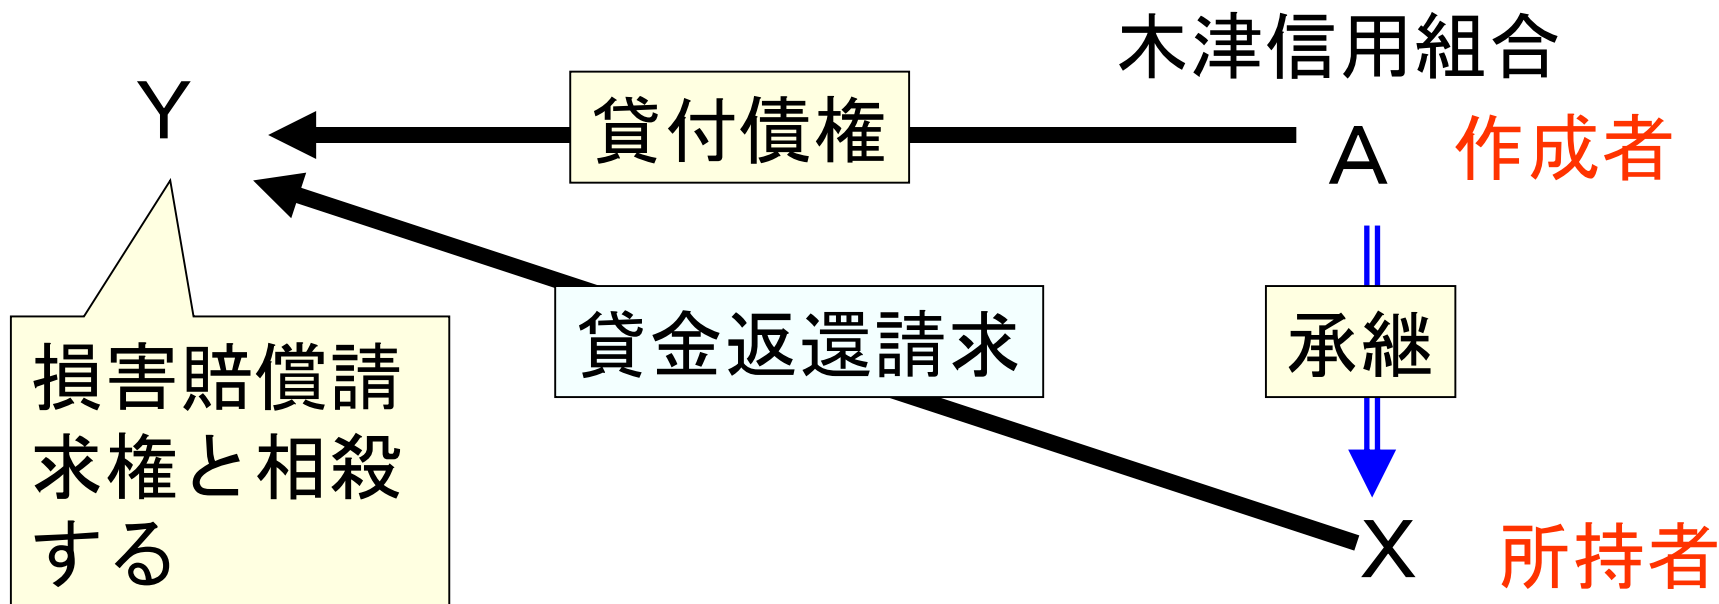 木津信用組合
Y
貸付債権
A
作成者
貸金返還請求
承継
損害賠償請
求権と相殺
する
X
所持者